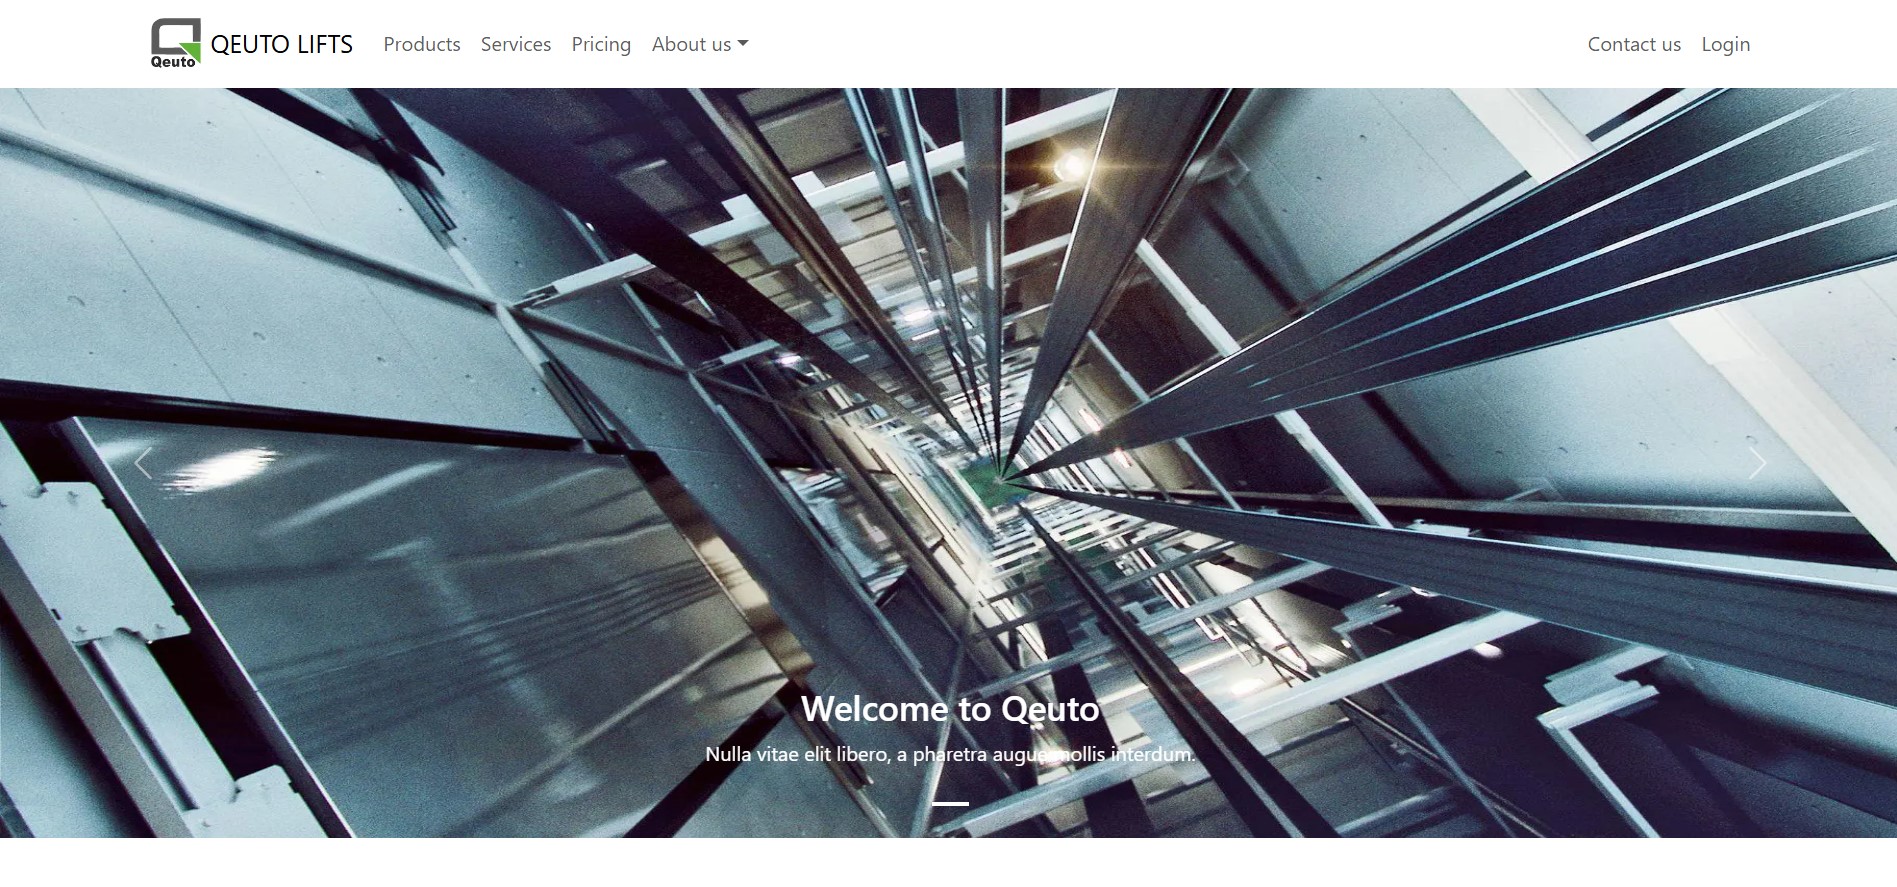 Qeuto
QEUTO LIFTS
Products
Services
Pricing
About us
Contact us
Login
Welcome to Qeuto
Nulla vitae elit libero, a pharetra augue mollis interdum.